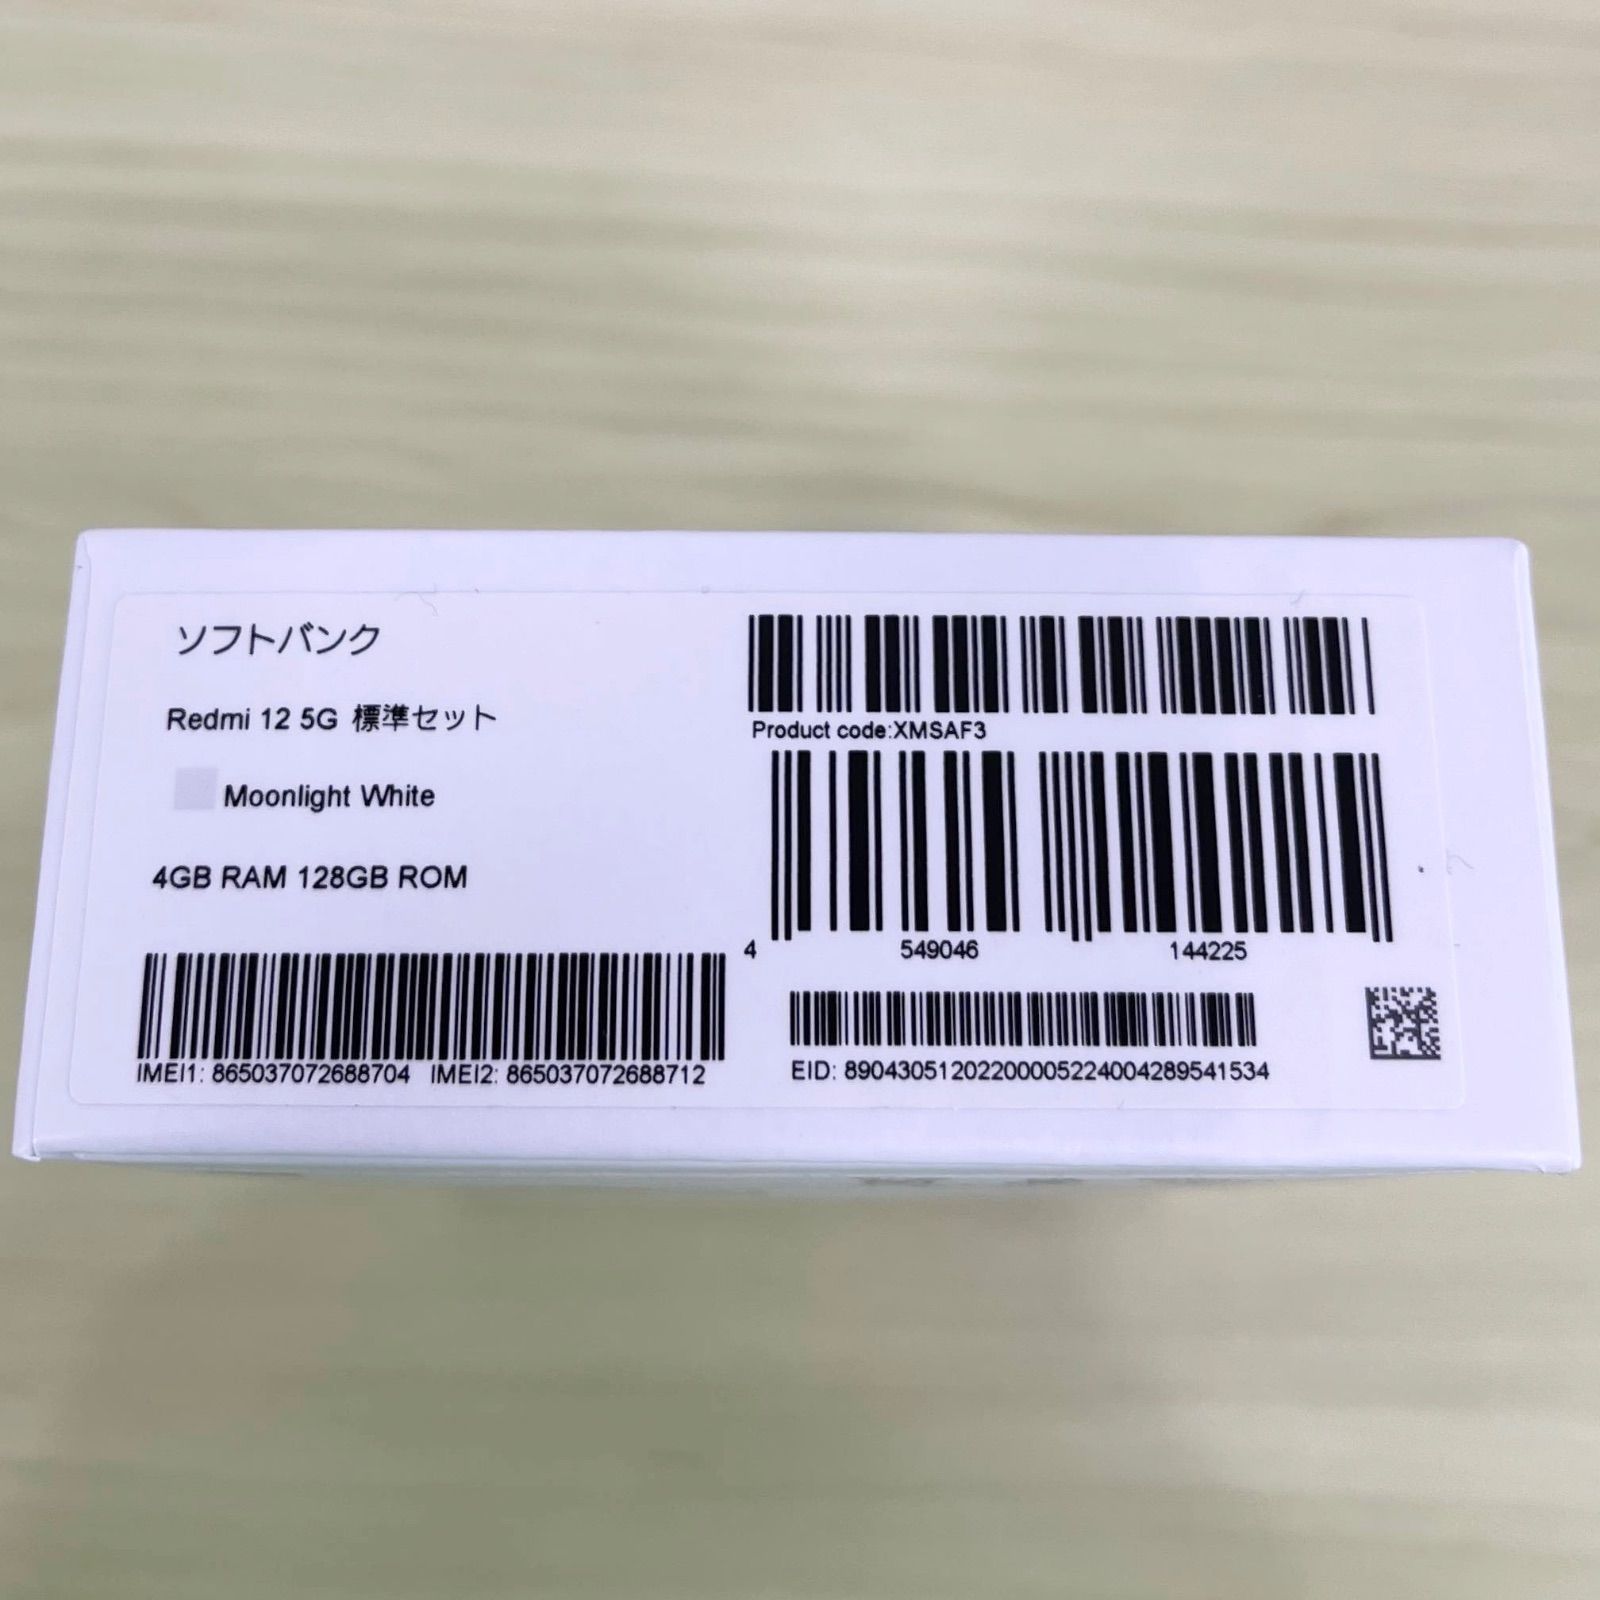 ソフトバンク
Redmi 12 5G 標準セット
Moonlight White
4GB RAM 128GB ROM
IMEI1: 865037072688704 IMEI2: 865037072688712
Product code:XMSAF3
4 549046 144225
EID: 89043051202200005224004289541534